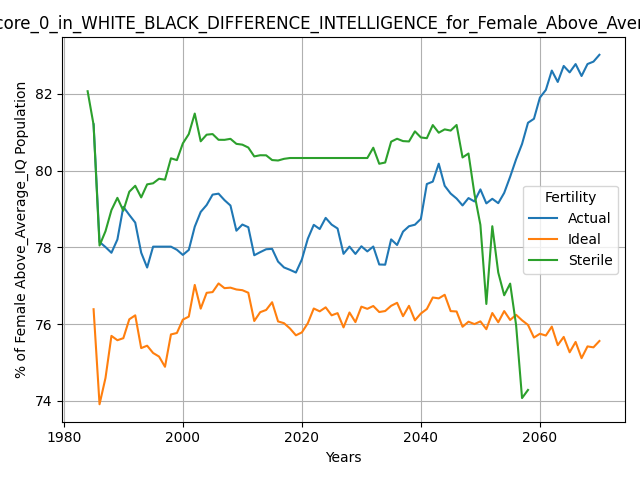 core_0_in_WHITE_BLACK_DIFFERENCE_INTELLIGENCE_for_Female_Above_Aver
% of Female Above_Average_IQ Population
82
80
78
76
74
Fertility
Actual
Ideal
Sterile
1980 2000 2020 2040 2060
Years